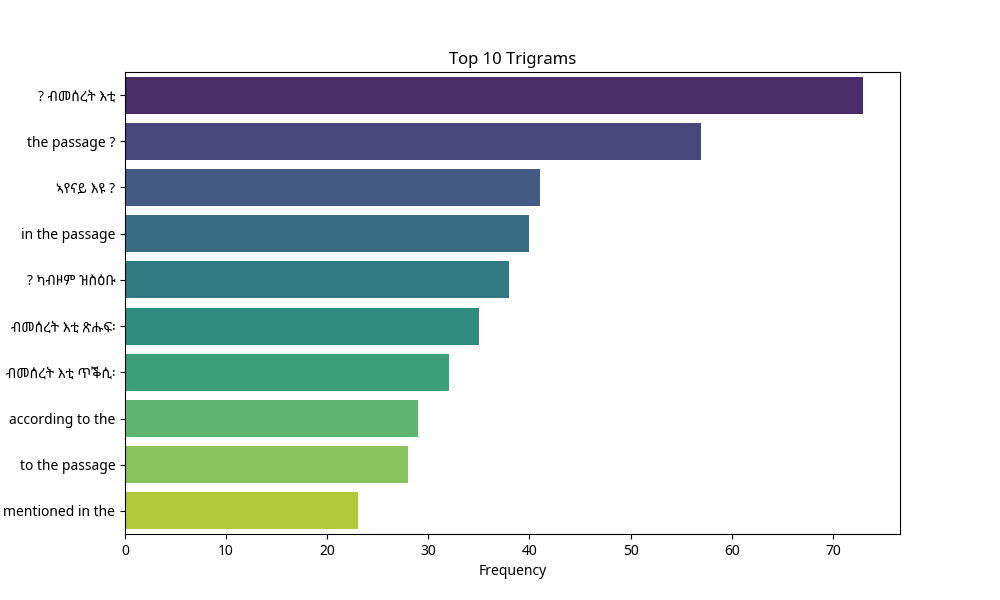 Top 10 Trigrams
? ብመሰረት እቲ
the passage ?
ኣየናይ እዩ ?
in the passage
? ካብዞም ዝስዕቡ
ብመሰረት እቲ ጽሑፍ፡
ብመሰረት እቲ ጥቕሲ፡
according to the
to the passage
mentioned in the
0 10 20 30 40 50 60 70
Frequency